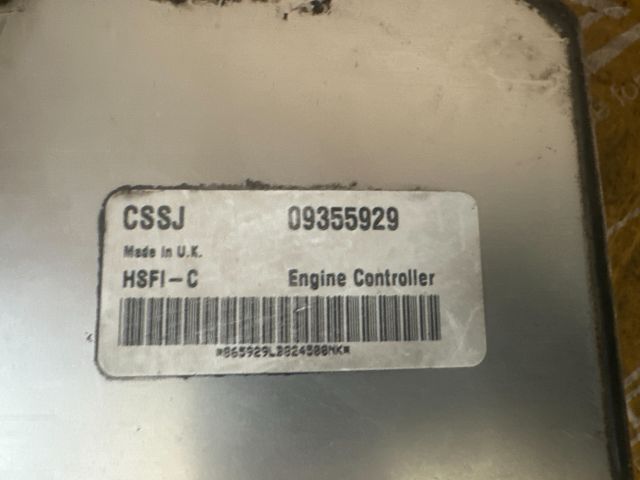 CSSJ 09355929
Made in U.K.
HSFI-C Engine Controller